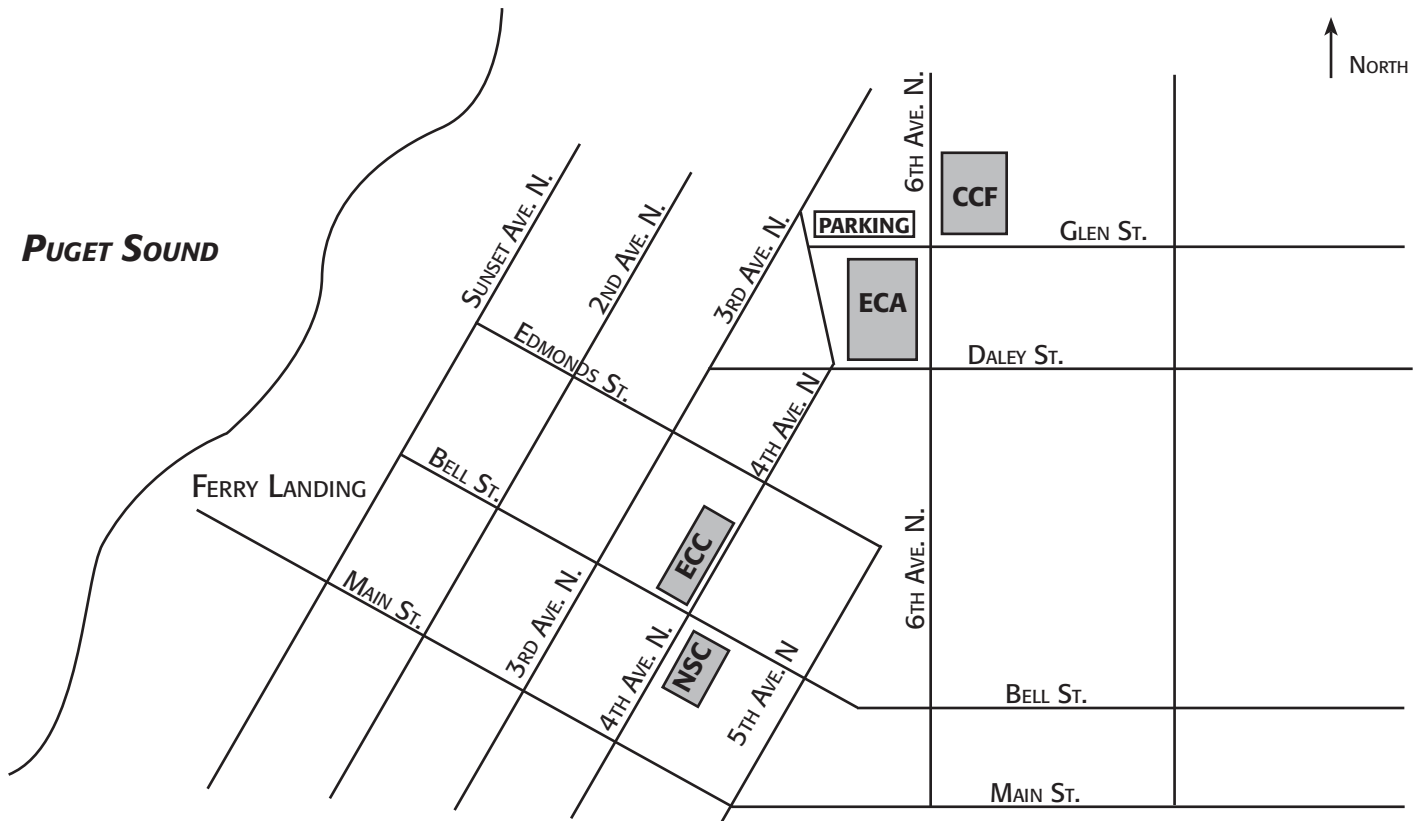 North
6th Ave. N.
CCF
Parking
Glen St.
Puget Sound
Sunset Ave. N.
2nd Ave. N.
3rd Ave. N.
ECA
Edmonds St.
Daley St.
4th Ave. N
Bell St.
Ferry Landing
ECC
6th Ave. N.
Main St.
3rd Ave. N.
4th Ave. N.
NSC
5th Ave. N
Bell St.
Main St.